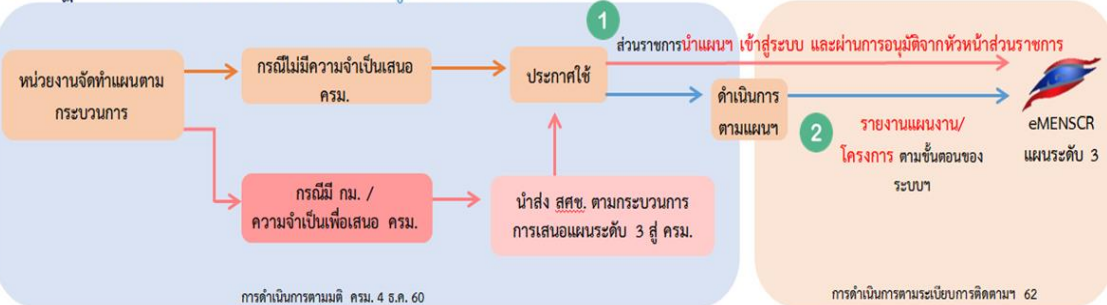 1
ส่วนราชการนำแผนฯ เข้าสู่ระบบ และผ่านการอนุมัติจากหัวหน้าส่วนราชการ
หน่วยงานจัดทำแผนตาม
กระบวนการ
กรณีไม่มีความจำเป็นเสนอ
ครม.
ประกาศใช้
ดำเนินการ
ตามแผนฯ
2
รายงานแผนงาน/
โครงการ ตามขั้นตอนของ
ระบบฯ
eMENSCR
แผนระดับ 3
กรณีมี กม. /
ความจำเป็นเพื่อเสนอ ครม.
นำส่ง สศช. ตามกระบวนการ
การเสนอแผนระดับ 3 สู่ ครม.
การดำเนินการตามมติ ครม. 4 ธ.ค. 60
การดำเนินการตามระเบียบการติดตามฯ 62